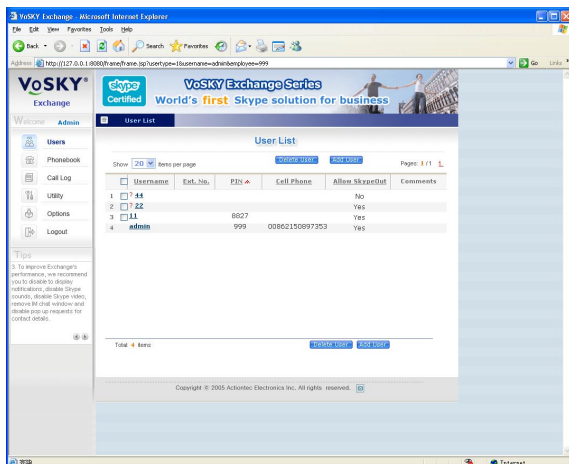 VoSKY Exchange - Microsoft Internet Explorer
File Edit View Favorites Tools Help
Back Search Favorites
Address http://127.0.0.1:8080/frame/frame.jsp?usertype=1&username=admin&employee=999 Go Links
VoSKY®
Exchange
skype
Certified
VoSKY Exchange Series
World's first Skype solution for business
Welcome Admin
User List
Users
Phonebook
Call Log
Utility
Options
Logout
Tips
3. To improve Exchange's
performance, we recommend
you to disable to display
notifications, disable Skype
sounds, disable Skype video,
remove IM chat window and
disable pop up requests for
contact details.
User List
Show 20 items per page Delete User Add User Pages: 1 / 1 1
Username Ext. No. PIN Cell Phone Allow SkypeOut Comments
1 ? 44 No
2 ? 22 Yes
3 11 8827 Yes
4 admin 999 00862150897353 Yes
Total 4 items Delete User Add User
Copyright © 2005 Actiontec Electronics Inc. All rights reserved.
完毕 Internet